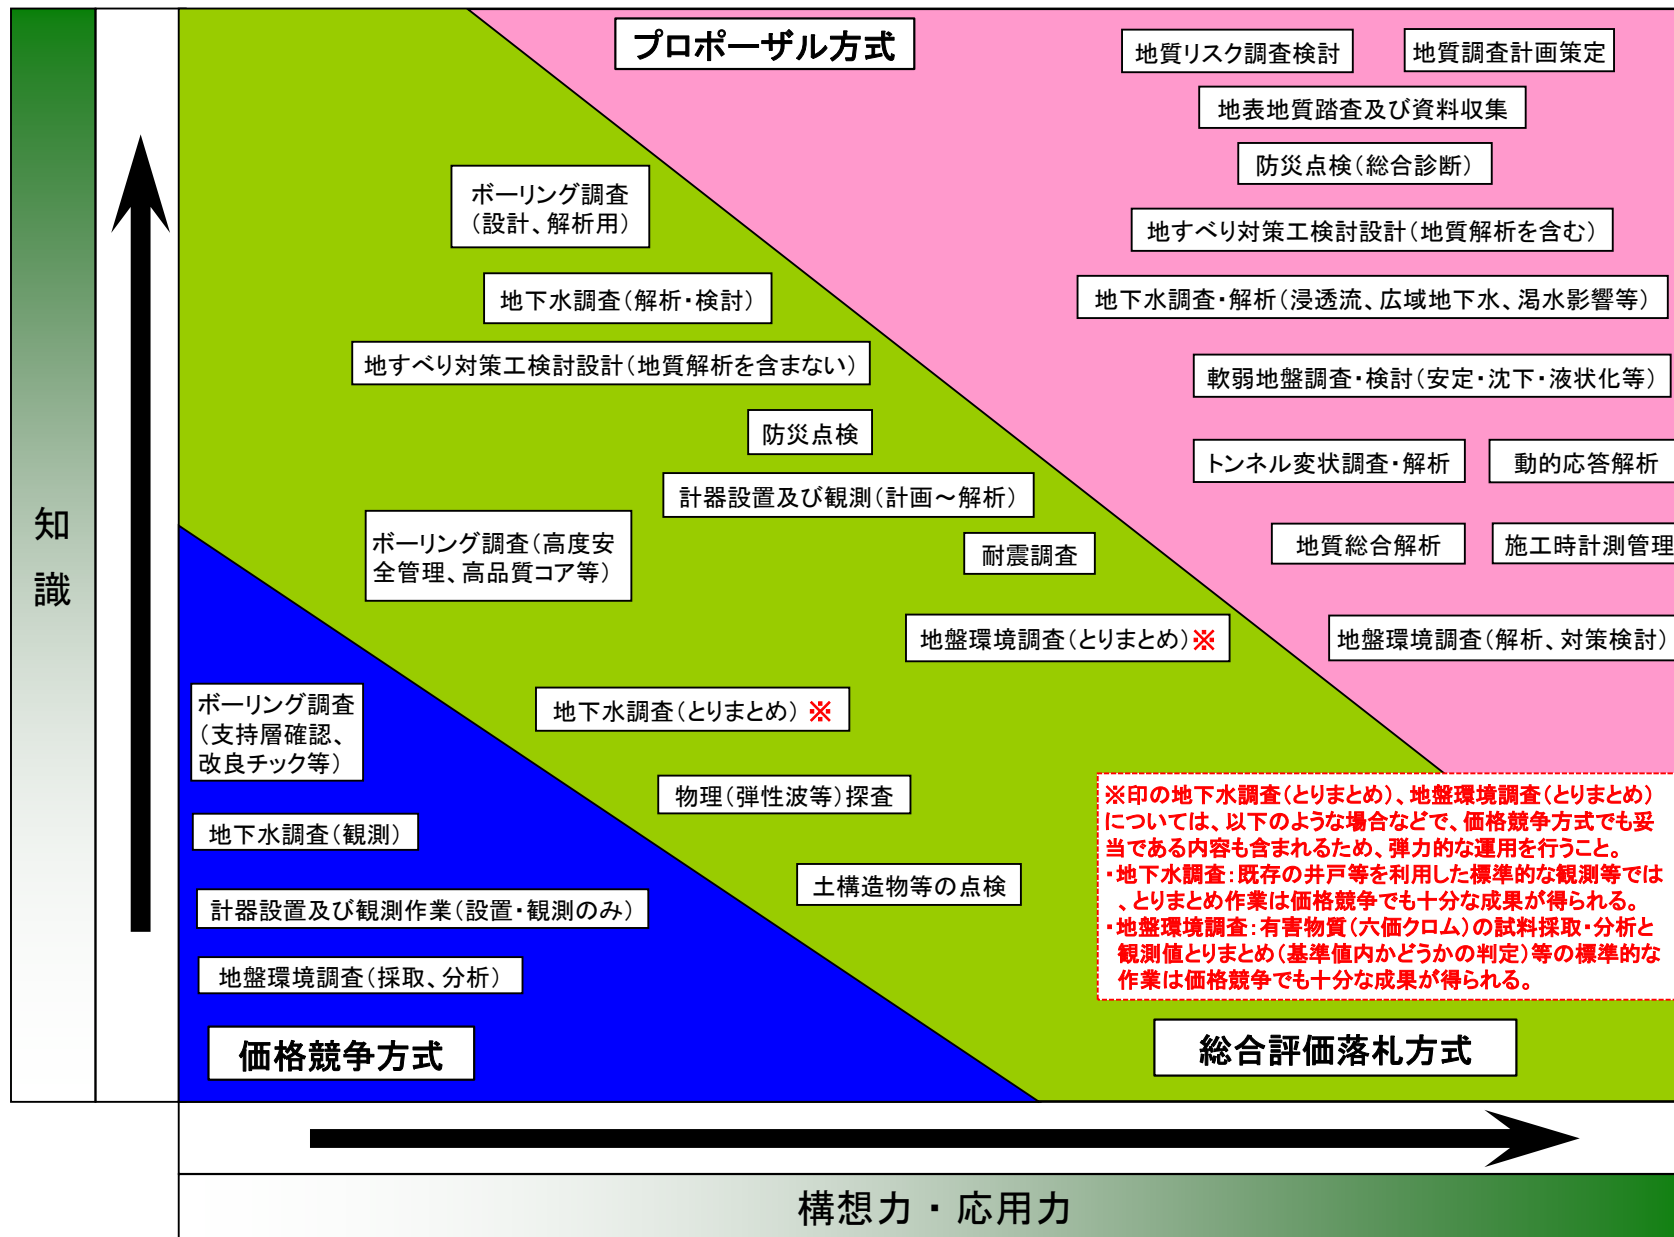 プロポーザル方式
地質リスク調査検討
地質調査計画策定
地表地質踏査及び資料収集
防災点検(総合診断)
ボーリング調査
(設計、解析用)
地すべり対策工検討設計(地質解析を含む)
地下水調査(解析・検討)
地下水調査・解析(浸透流、広域地下水、渇水影響等)
地すべり対策工検討設計(地質解析を含まない)
軟弱地盤調査・検討(安定・沈下・液状化等)
防災点検
トンネル変状調査・解析
動的応答解析
計器設置及び観測(計画~解析)
知
識
ボーリング調査(高度安
全管理、高品質コア等)
耐震調査
地質総合解析
施工時計測管理
地盤環境調査(とりまとめ)※
地盤環境調査(解析、対策検討)
ボーリング調査
(支持層確認、
改良チック等)
地下水調査(とりまとめ)※
物理(弾性波等)探査
地下水調査(観測)
土構造物等の点検
※印の地下水調査(とりまとめ)、地盤環境調査(とりまとめ)
については、以下のような場合などで、価格競争方式でも妥
当である内容も含まれるため、弾力的な運用を行うこと。
・地下水調査:既存の井戸等を利用した標準的な観測等では
、とりまとめ作業は価格競争でも十分な成果が得られる。
・地盤環境調査:有害物質(六価クロム)の試料採取・分析と
観測値とりまとめ(基準値内かどうかの判定)等の標準的な
作業は価格競争でも十分な成果が得られる。
計器設置及び観測作業(設置・観測のみ)
地盤環境調査(採取、分析)
価格競争方式
総合評価落札方式
構想力・応用力